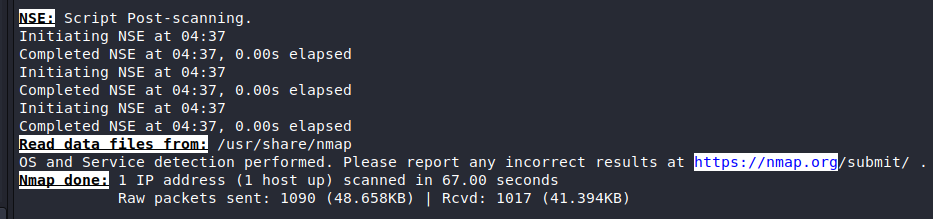 NSE: Script Post-scanning.
Initiating NSE at 04:37
Completed NSE at 04:37, 0.00s elapsed
Initiating NSE at 04:37
Completed NSE at 04:37, 0.00s elapsed
Initiating NSE at 04:37
Completed NSE at 04:37, 0.00s elapsed
Read data files from: /usr/share/nmap
OS and Service detection performed. Please report any incorrect results at https://nmap.org/submit/ .
Nmap done: 1 IP address (1 host up) scanned in 67.00 seconds
Raw packets sent: 1090 (48.658KB) | Rcvd: 1017 (41.394KB)